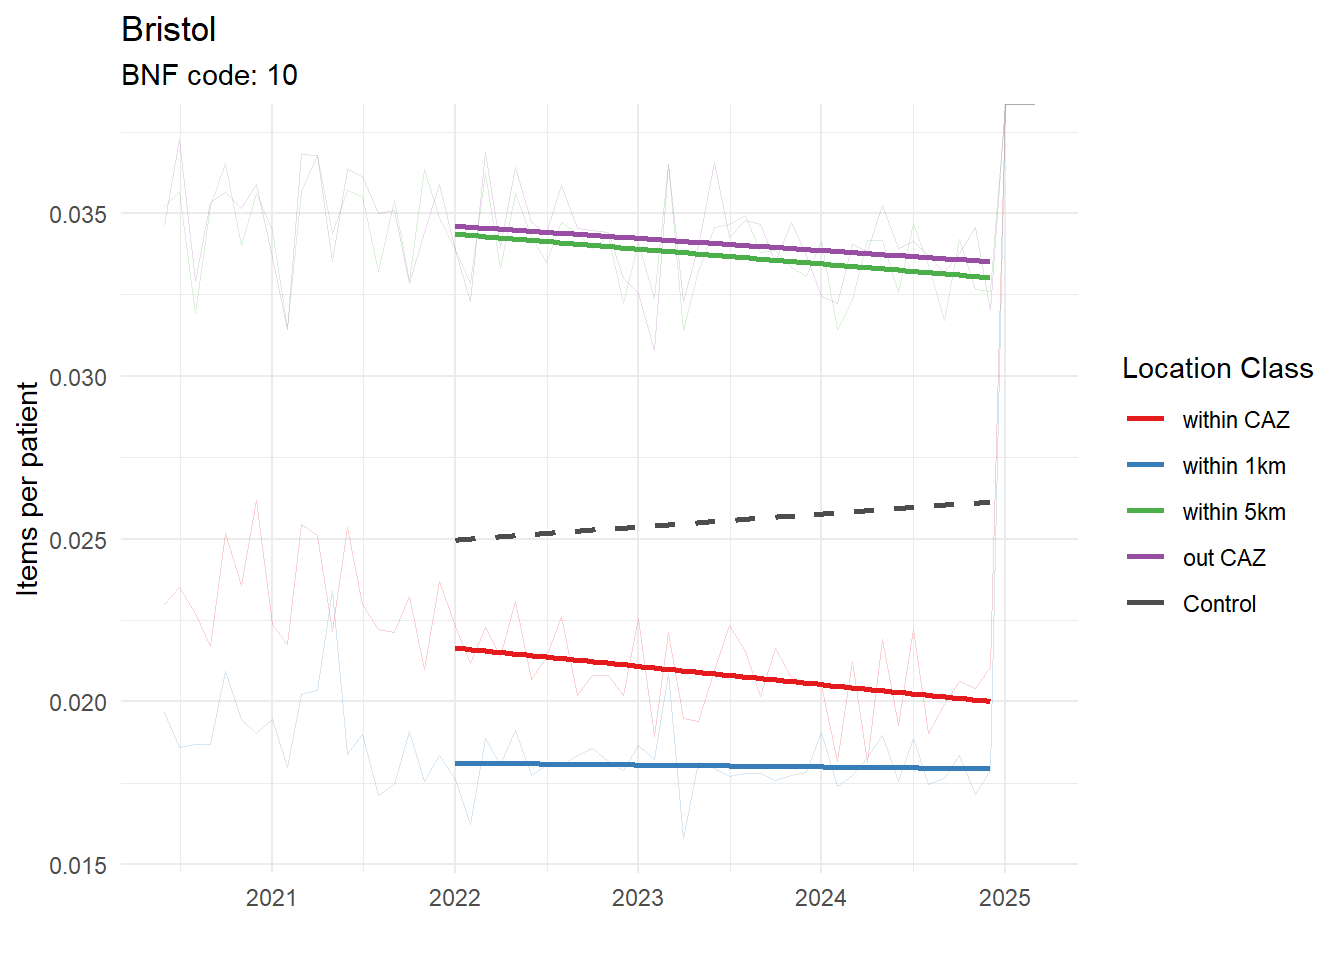 Bristol
BNF code: 10
Items per patient
0.035
0.030
0.025
0.020
0.015
2021
2022
2023
2024
2025
Location Class
within CAZ
within 1km
within 5km
out CAZ
Control